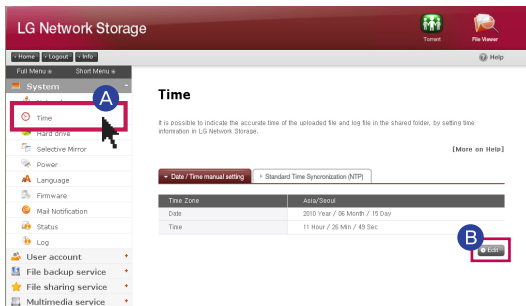 LG Network Storage
Torrent
File Viewer
Home Logout Info
Help
Full Menu Short Menu
System
A
Time
Hard drive
Selective Mirror
Power
Language
Firmware
Mail Notification
Status
Log
User account
File backup service
File sharing service
Multimedia service
Time
It is possible to indicate the accurate time of the uploaded file and log file in the shared folder, by setting time
information in LG Network Storage.
[More on Help]
Date / Time manual setting Standard Time Syncronization (NTP)
Time Zone Asia/Seoul
Date 2010 Year / 06 Month / 15 Day
Time 11 Hour / 26 Min / 49 Sec
B
Edit